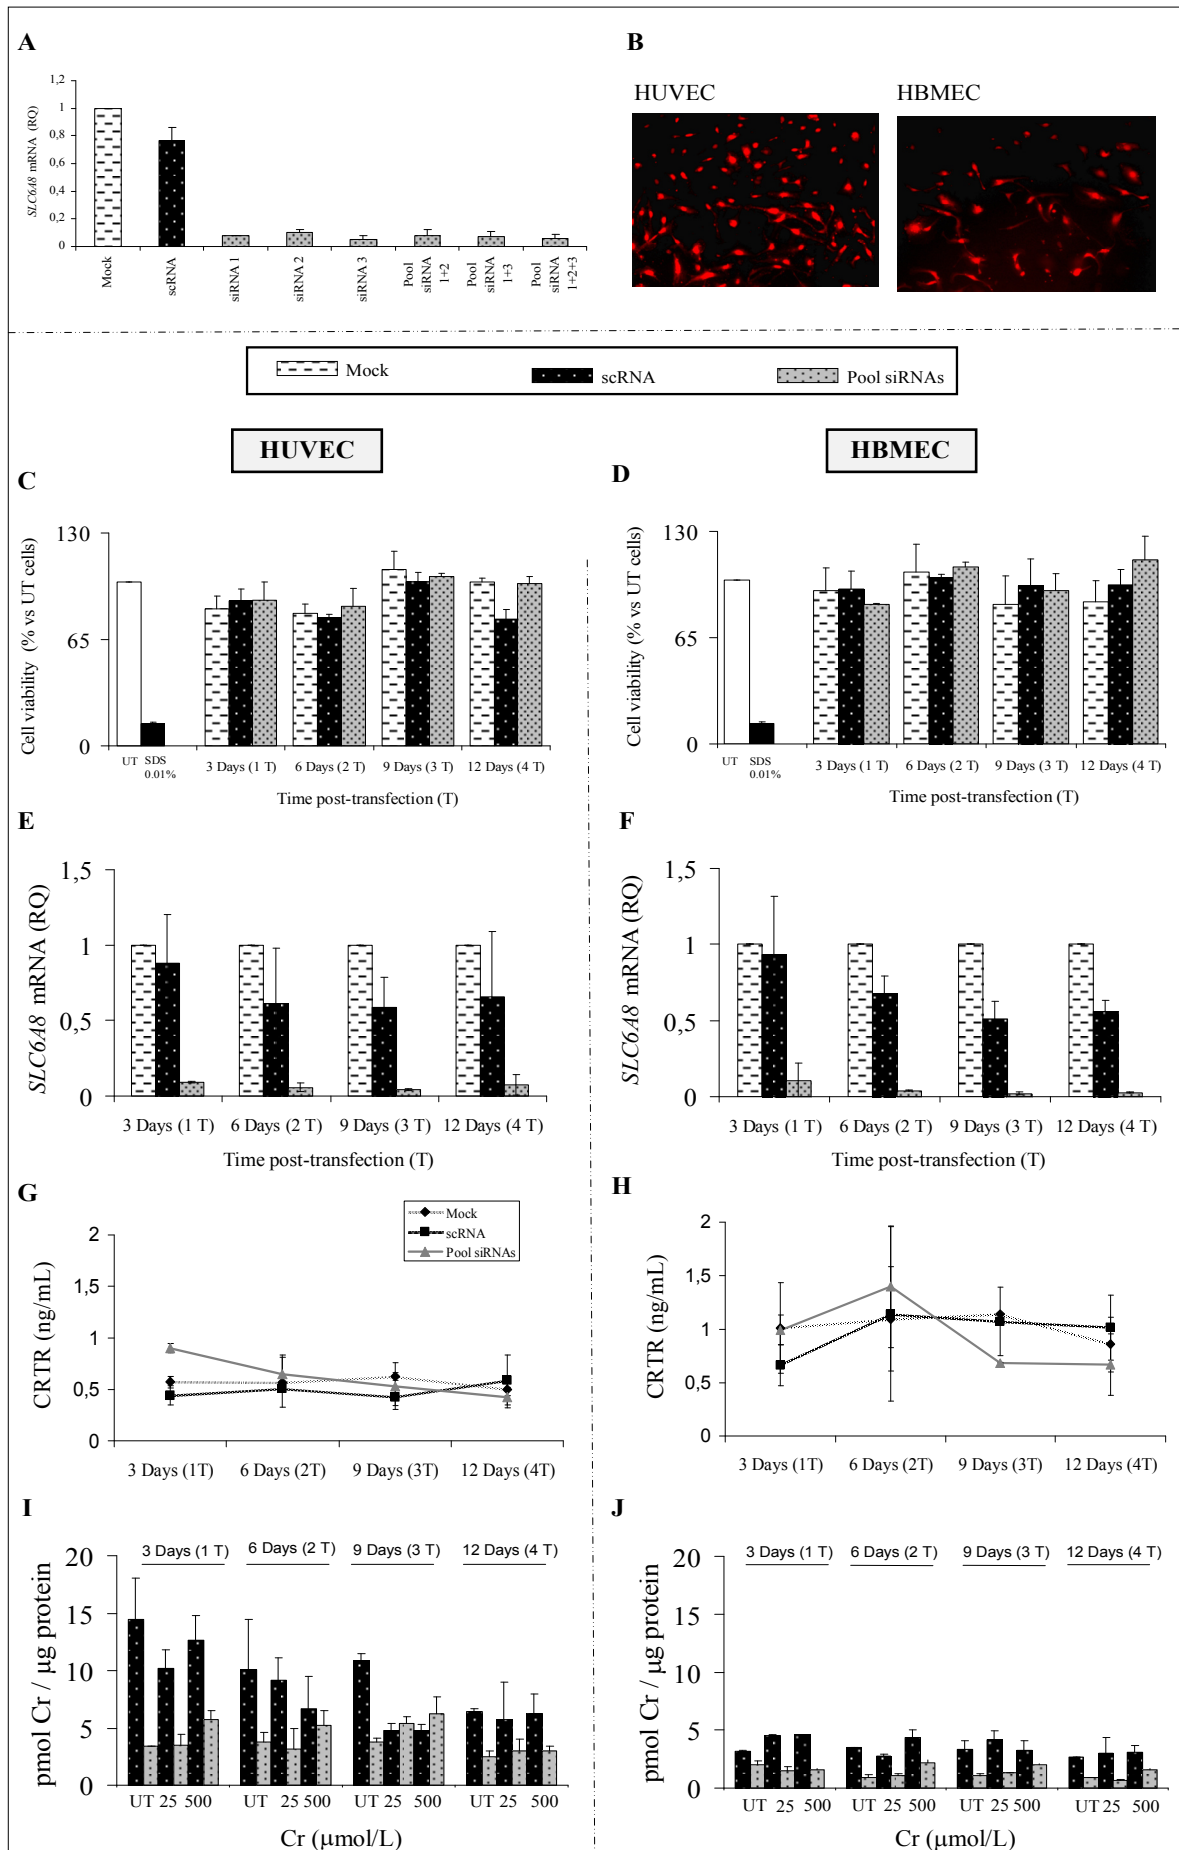 A
1,2
1
0,8
0,6
0,4
0,2
0
SLC6A8 mRNA (RQ)
Mock
scRNA
siRNA 1
siRNA 2
siRNA 3
Pool siRNA 1+2
Pool siRNA 1+3
Pool siRNA 1+2+3
B
HUVEC
HBMEC
Mock
scRNA
Pool siRNAs
HUVEC
HBMEC
C
130
65
0
Cell viability (% vs UT cells)
UT
SDS
0.01%
3 Days (1 T)
6 Days (2 T)
9 Days (3 T)
12 Days (4 T)
Time post-transfection (T)
D
130
65
0
Cell viability (% vs UT cells)
UT
SDS
0.01%
3 Days (1 T)
6 Days (2 T)
9 Days (3 T)
12 Days (4 T)
Time post-transfection (T)
E
1,5
1
0,5
0
SLC6A8 mRNA (RQ)
3 Days (1 T)
6 Days (2 T)
9 Days (3 T)
12 Days (4 T)
Time post-transfection (T)
F
1,5
1
0,5
0
SLC6A8 mRNA (RQ)
3 Days (1 T)
6 Days (2 T)
9 Days (3 T)
12 Days (4 T)
Time post-transfection (T)
G
Mock
scRNA
Pool siRNAs
2
1,5
1
0,5
0
CRTR (ng/mL)
3 Days (1T)
6 Days (2T)
9 Days (3T)
12 Days (4T)
H
2
1,5
1
0,5
0
CRTR (ng/mL)
3 Days (1T)
6 Days (2T)
9 Days (3T)
12 Days (4T)
I
3 Days (1 T)
6 Days (2 T)
9 Days (3 T)
12 Days (4 T)
20
15
10
5
0
pmol Cr / µg protein
UT 25 500
UT 25 500
UT 25 500
UT 25 500
Cr (µmol/L)
J
3 Days (1 T)
6 Days (2 T)
9 Days (3 T)
12 Days (4 T)
20
15
10
5
0
pmol Cr / µg protein
UT 25 500
UT 25 500
UT 25 500
UT 25 500
Cr (µmol/L)